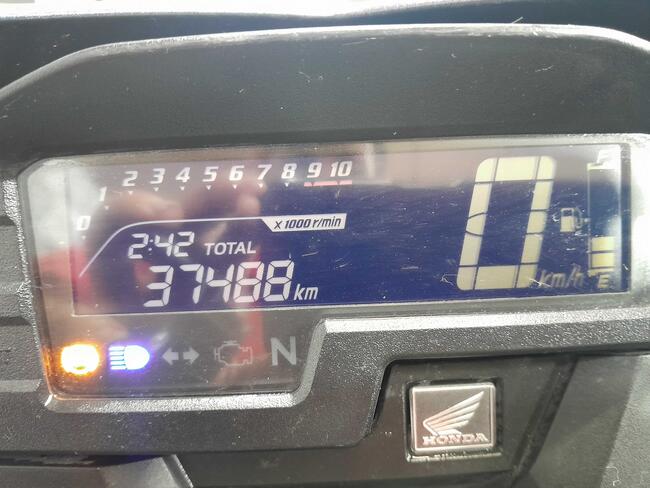 0 1 2 3 4 5 6 7 8 9 10
x1000 r/min
2:42 TOTAL
37488 km
0 km/h
F
E
N
HONDA